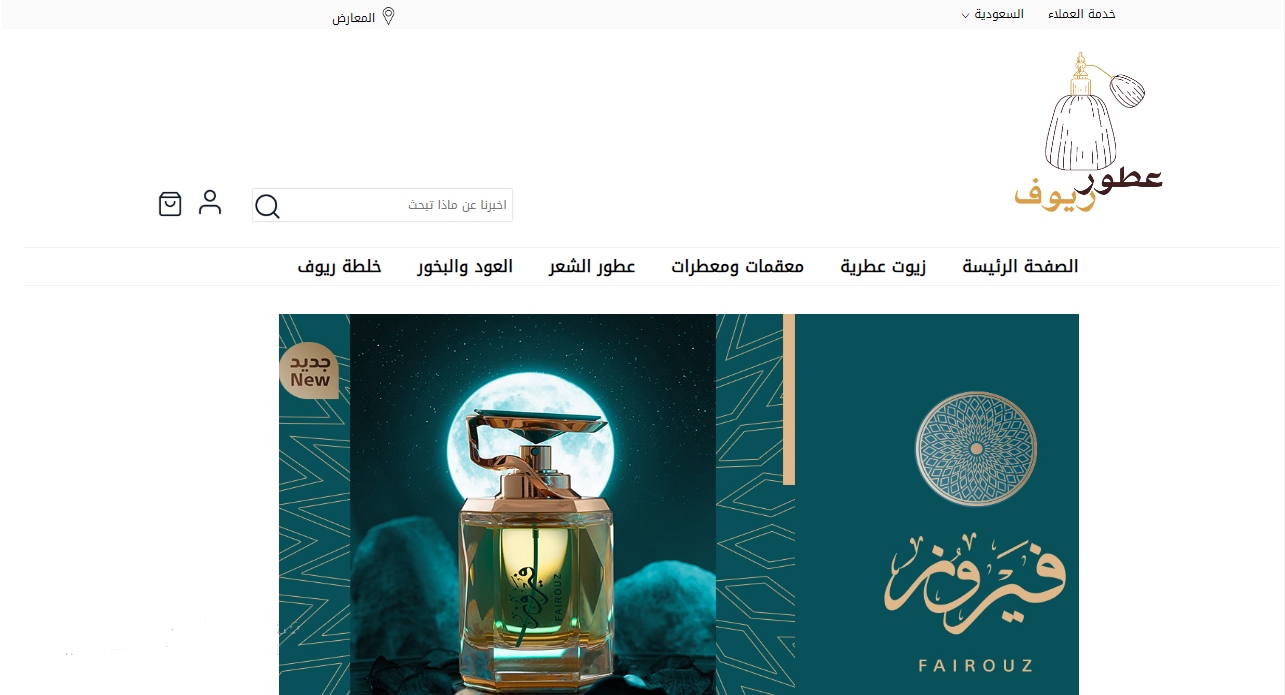 خدمة العملاء
السعودية
المعارض
عطور
ريوف
اخبرنا عن ماذا تبحث
الصفحة الرئيسة
زيوت عطرية
معقمات ومعطرات
عطور الشعر
العود والبخور
خلطة ريوف
جديد
New
فيروز
FAIROUZ
فيروز
FAIROUZ